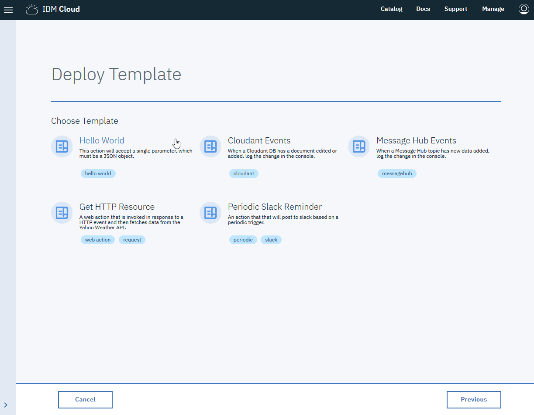 IBM Cloud
Catalog Docs Support Manage
Deploy Template
Choose Template
Hello World
This action will accept a single parameter, which
must be a JSON object.
hello world
Cloudant Events
When a Cloudant DB has a document edited or
added, log the change in the console.
cloudant
Message Hub Events
When a Message Hub topic has new data added,
log the change in the console.
messagehub
Get HTTP Resource
A web action that is invoked in response to a
HTTP event and then fetches data from the
Yahoo Weather API.
web action request
Periodic Slack Reminder
An action that that will post to slack based on a
periodic trigger.
periodic slack
Cancel
Previous